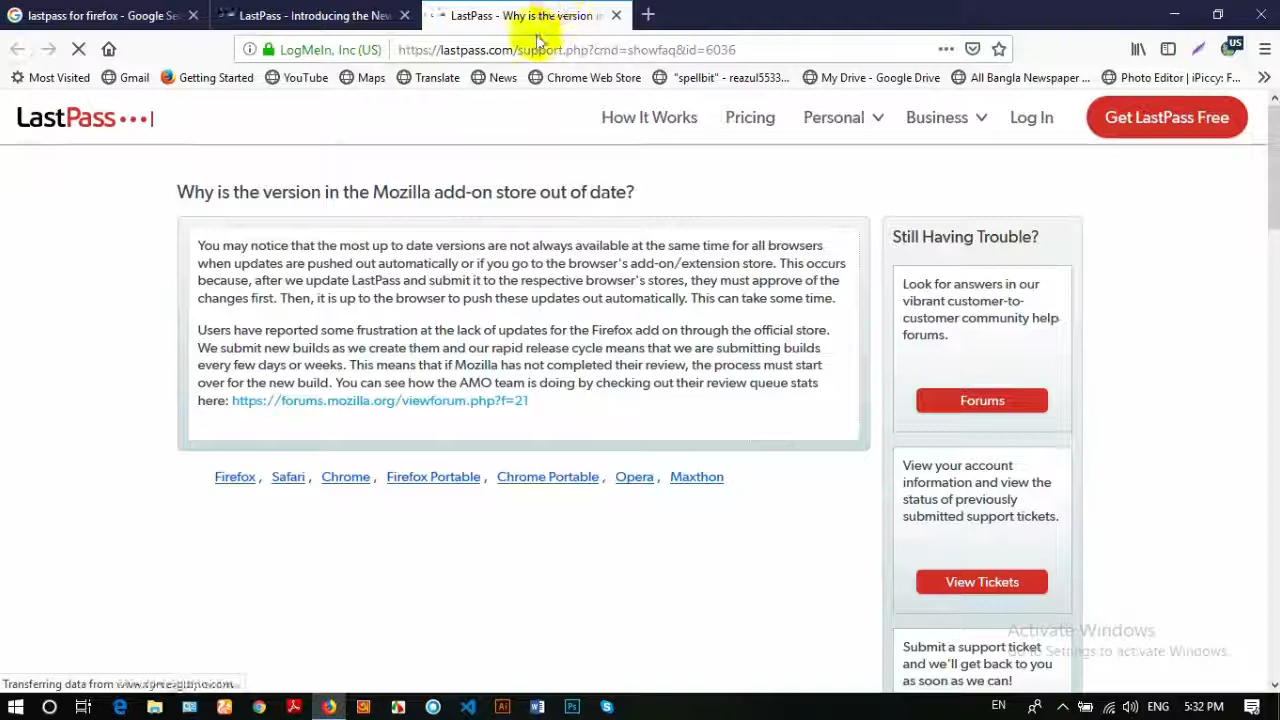 lastpass for firefox - Google Se
LastPass - Introducing the New
LastPass - Why is the version in
LogMeIn, Inc (US)
https://lastpass.com/support.php?cmd=showfaq&id=6036
US
Most Visited
Gmail
Getting Started
YouTube
Maps
Translate
News
Chrome Web Store
"spellbit" - reazul5533...
My Drive - Google Drive
All Bangla Newspaper ...
Photo Editor | iPiccy: F...
LastPass
How It Works
Pricing
Personal
Business
Log In
Get LastPass Free
Why is the version in the Mozilla add-on store out of date?
You may notice that the most up to date versions are not always available at the same time for all browsers
when updates are pushed out automatically or if you go to the browser's add-on/extension store. This occurs
because, after we update LastPass and submit it to the respective browser's stores, they must approve of the
changes first. Then, it is up to the browser to push these updates out automatically. This can take some time.
Users have reported some frustration at the lack of updates for the Firefox add on through the official store.
We submit new builds as we create them and our rapid release cycle means that we are submitting builds
every few days or weeks. This means that if Mozilla has not completed their review, the process must start
over for the new build. You can see how the AMO team is doing by checking out their review queue stats
here: https://forums.mozilla.org/viewforum.php?f=21
Firefox , Safari , Chrome , Firefox Portable , Chrome Portable , Opera , Maxthon
Still Having Trouble?
Look for answers in our
vibrant customer-to-
customer community help
forums.
Forums
View your account
information and view the
status of previously
submitted support tickets.
View Tickets
Submit a support ticket
and we'll get back to you
as soon as we can!
Activate Windows
Go to Settings to activate Windows.
Transferring data from
EN
ENG
5:32 PM